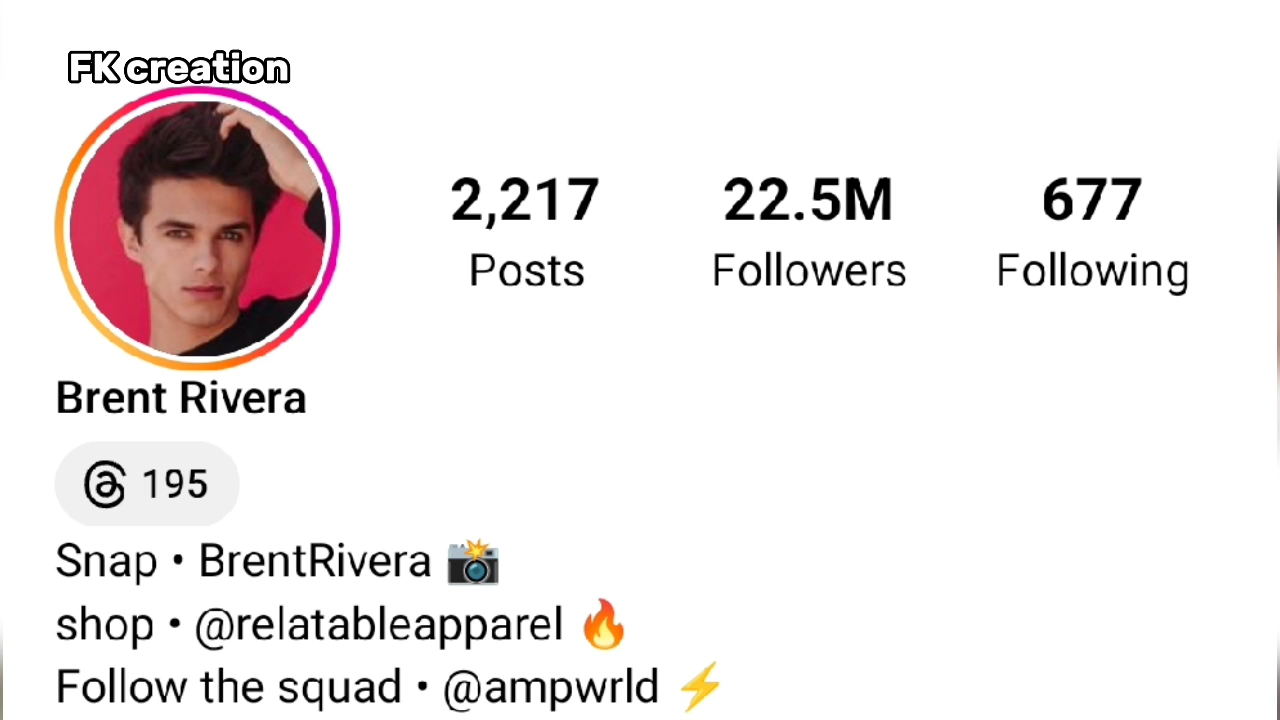 FK creation
2,217 22.5M 677
Posts Followers Following
Brent Rivera
195
Snap • BrentRivera 📸
shop • @relatableapparel 🔥
Follow the squad • @ampwrld ⚡